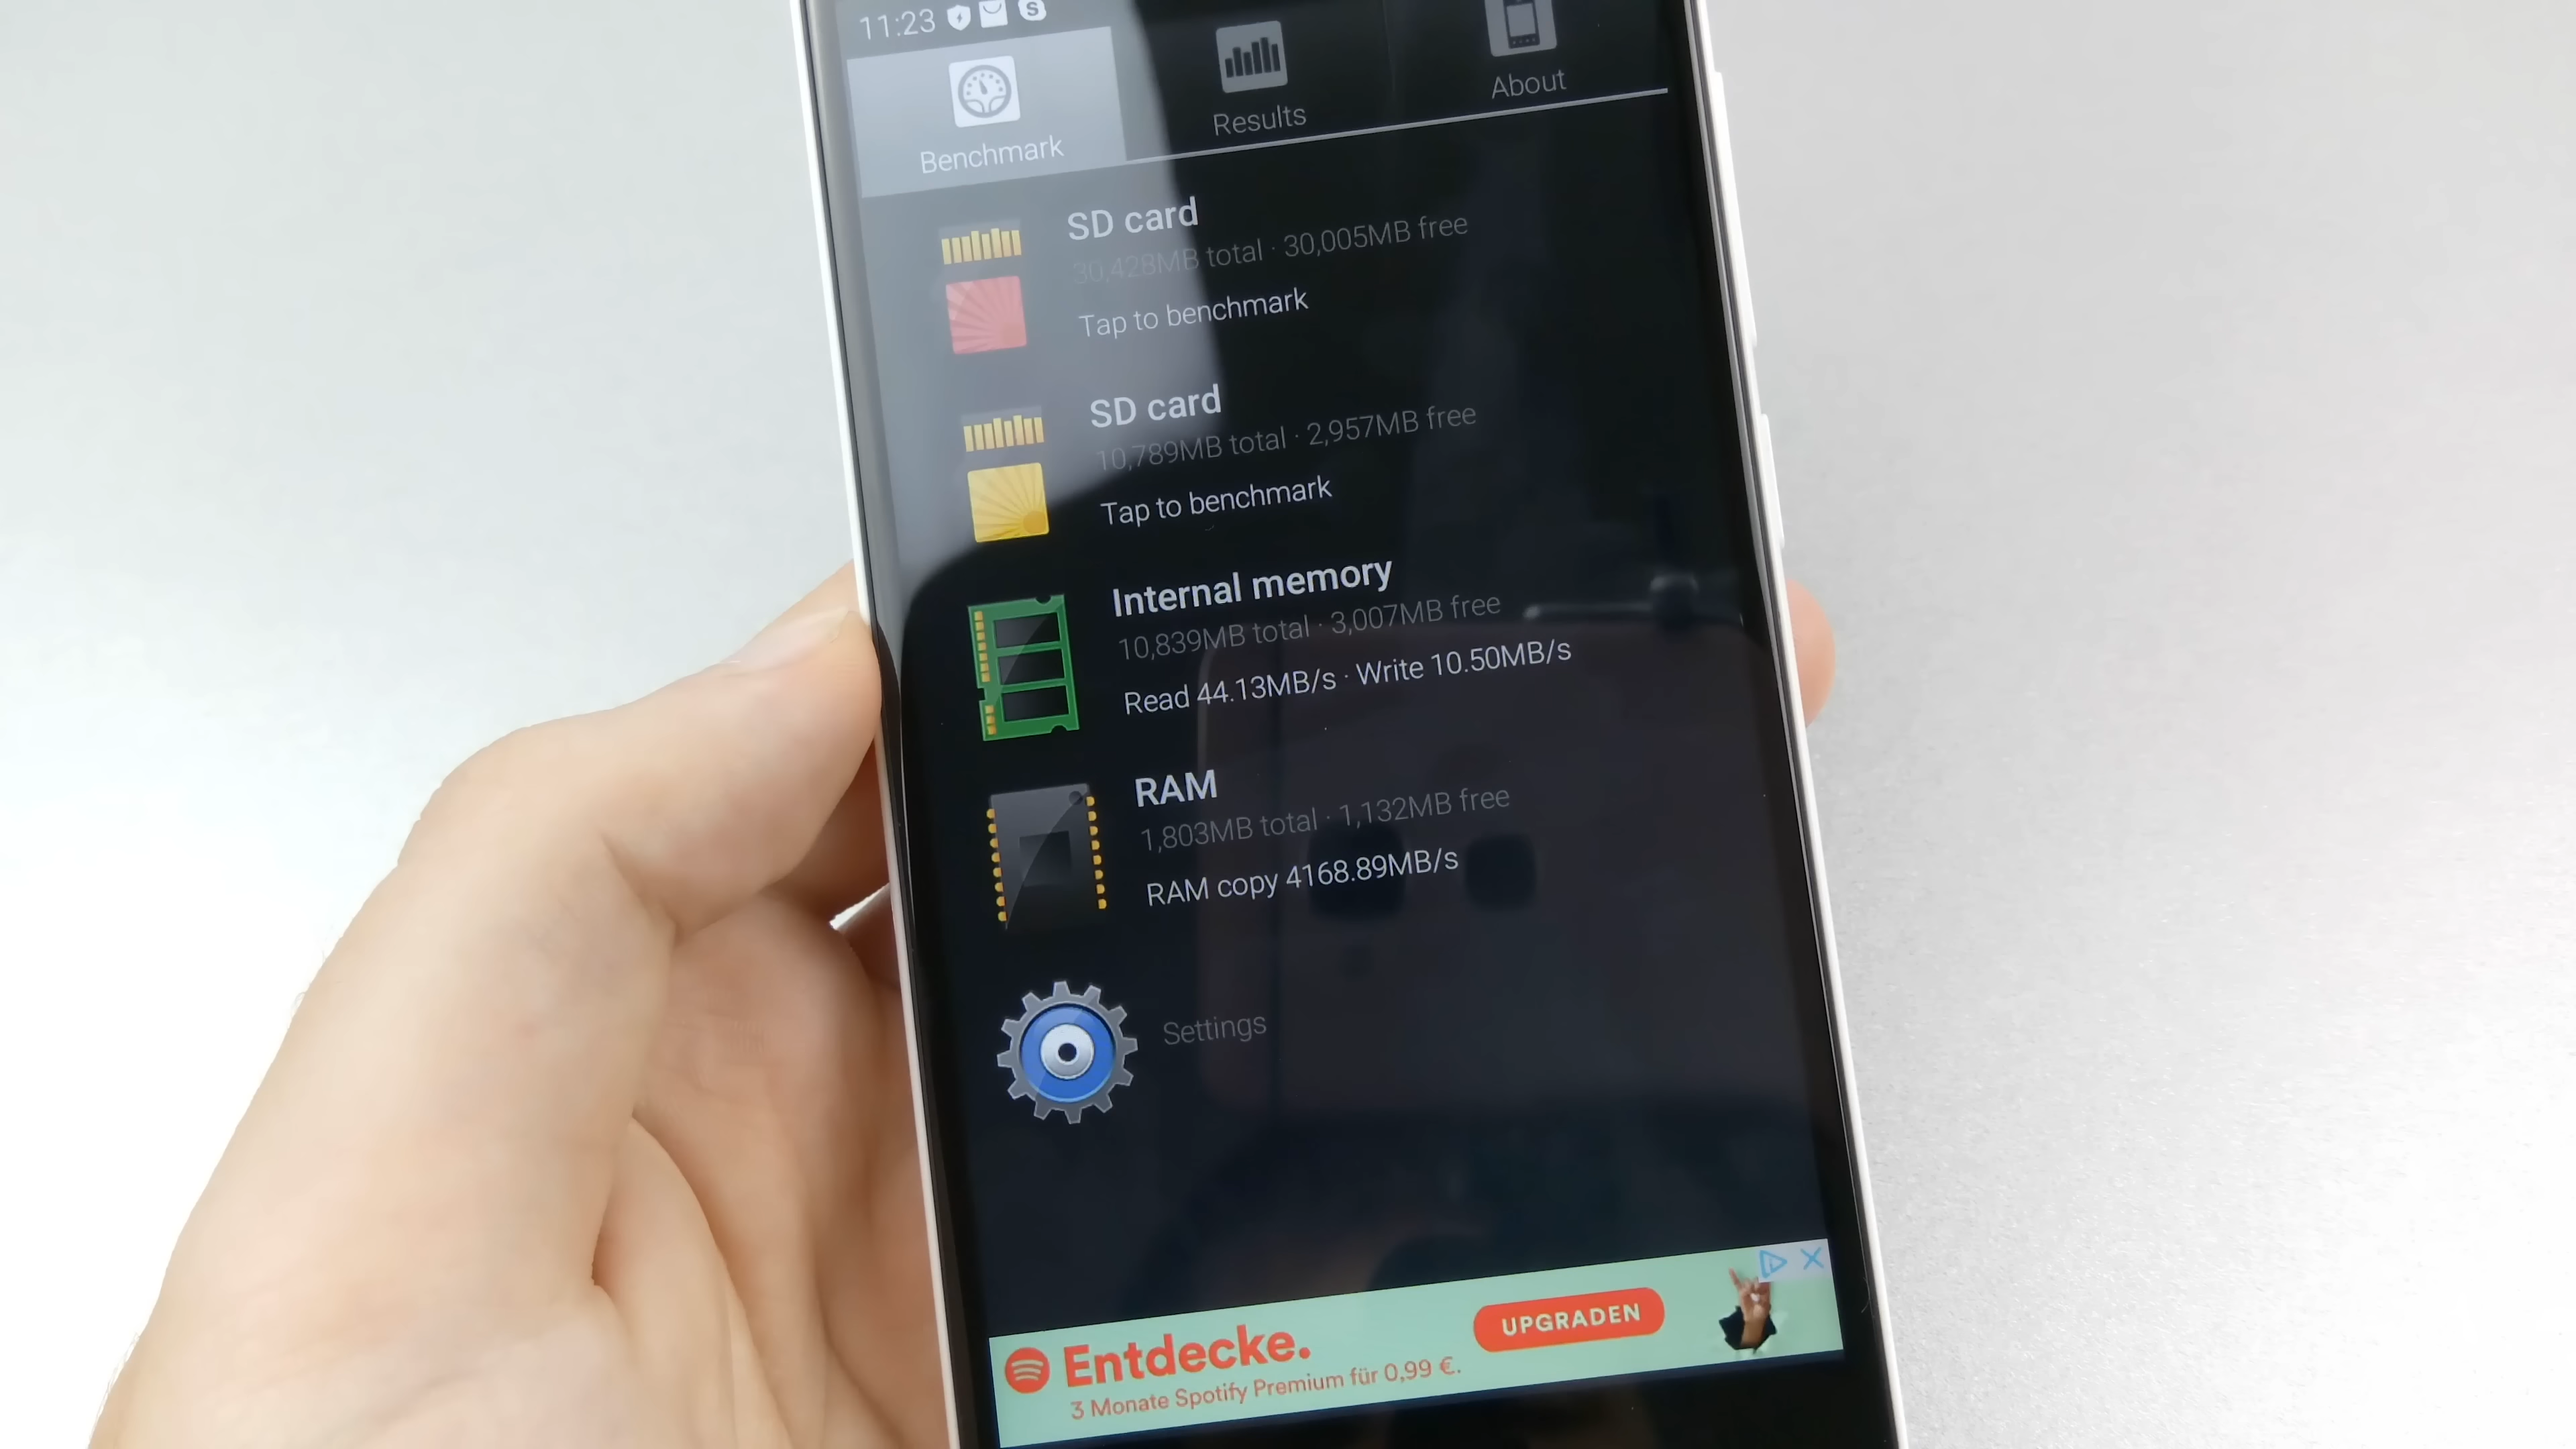 11:23
Benchmark
Results
About
SD card
30,428MB total · 30,005MB free
Tap to benchmark
SD card
10,789MB total · 2,957MB free
Tap to benchmark
Internal memory
10,839MB total · 3,007MB free
Read 44.13MB/s · Write 10.50MB/s
RAM
1,803MB total · 1,132MB free
RAM copy 4168.89MB/s
Settings
Entdecke.
3 Monate Spotify Premium für 0,99 €.
UPGRADEN